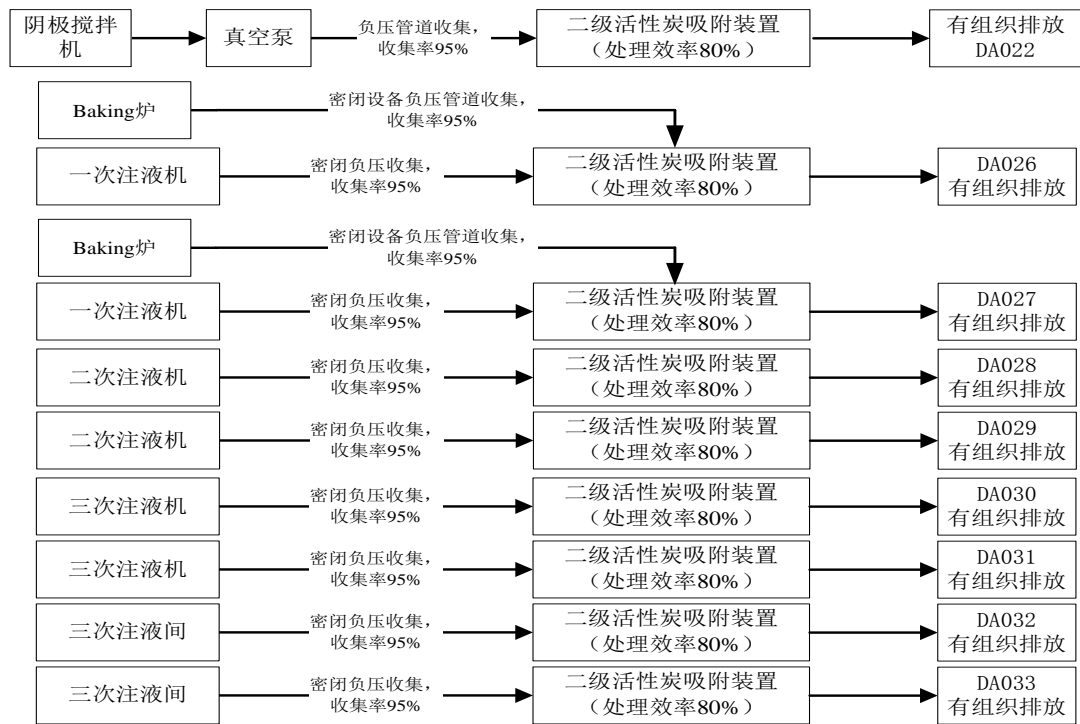 阴极搅拌
机
真空泵
负压管道收集，
收集率95%
二级活性炭吸附装置
（处理效率80%）
有组织排放
DA022
Baking炉
密闭设备负压管道收集，
收集率95%
一次注液机
密闭负压收集，
收集率95%
二级活性炭吸附装置
（处理效率80%）
DA026
有组织排放
Baking炉
密闭设备负压管道收集，
收集率95%
一次注液机
密闭负压收集，
收集率95%
二级活性炭吸附装置
（处理效率80%）
DA027
有组织排放
二次注液机
密闭负压收集，
收集率95%
二级活性炭吸附装置
（处理效率80%）
DA028
有组织排放
二次注液机
密闭负压收集，
收集率95%
二级活性炭吸附装置
（处理效率80%）
DA029
有组织排放
三次注液机
密闭负压收集，
收集率95%
二级活性炭吸附装置
（处理效率80%）
DA030
有组织排放
三次注液机
密闭负压收集，
收集率95%
二级活性炭吸附装置
（处理效率80%）
DA031
有组织排放
三次注液间
密闭负压收集，
收集率95%
二级活性炭吸附装置
（处理效率80%）
DA032
有组织排放
三次注液间
密闭负压收集，
收集率95%
二级活性炭吸附装置
（处理效率80%）
DA033
有组织排放